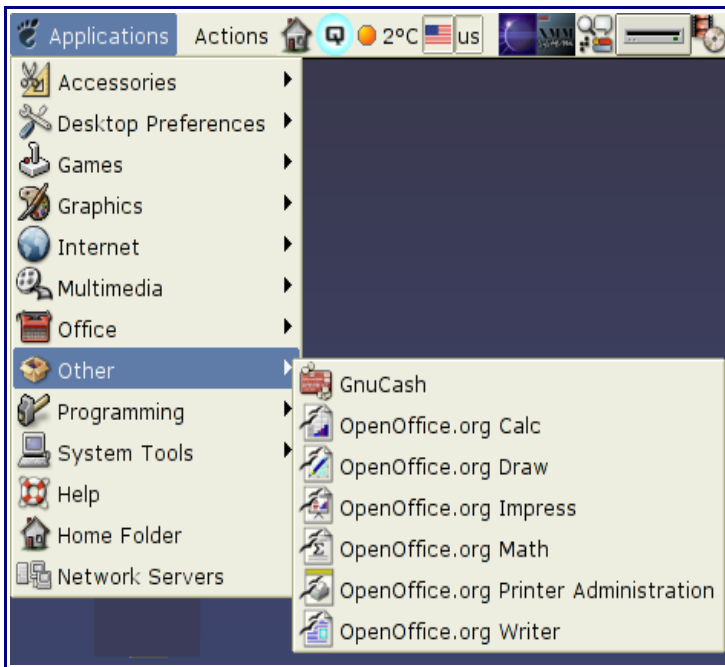 Applications Actions 2°C us
Accessories
Desktop Preferences
Games
Graphics
Internet
Multimedia
Office
Other
Programming
System Tools
Help
Home Folder
Network Servers
GnuCash
OpenOffice.org Calc
OpenOffice.org Draw
OpenOffice.org Impress
OpenOffice.org Math
OpenOffice.org Printer Administration
OpenOffice.org Writer